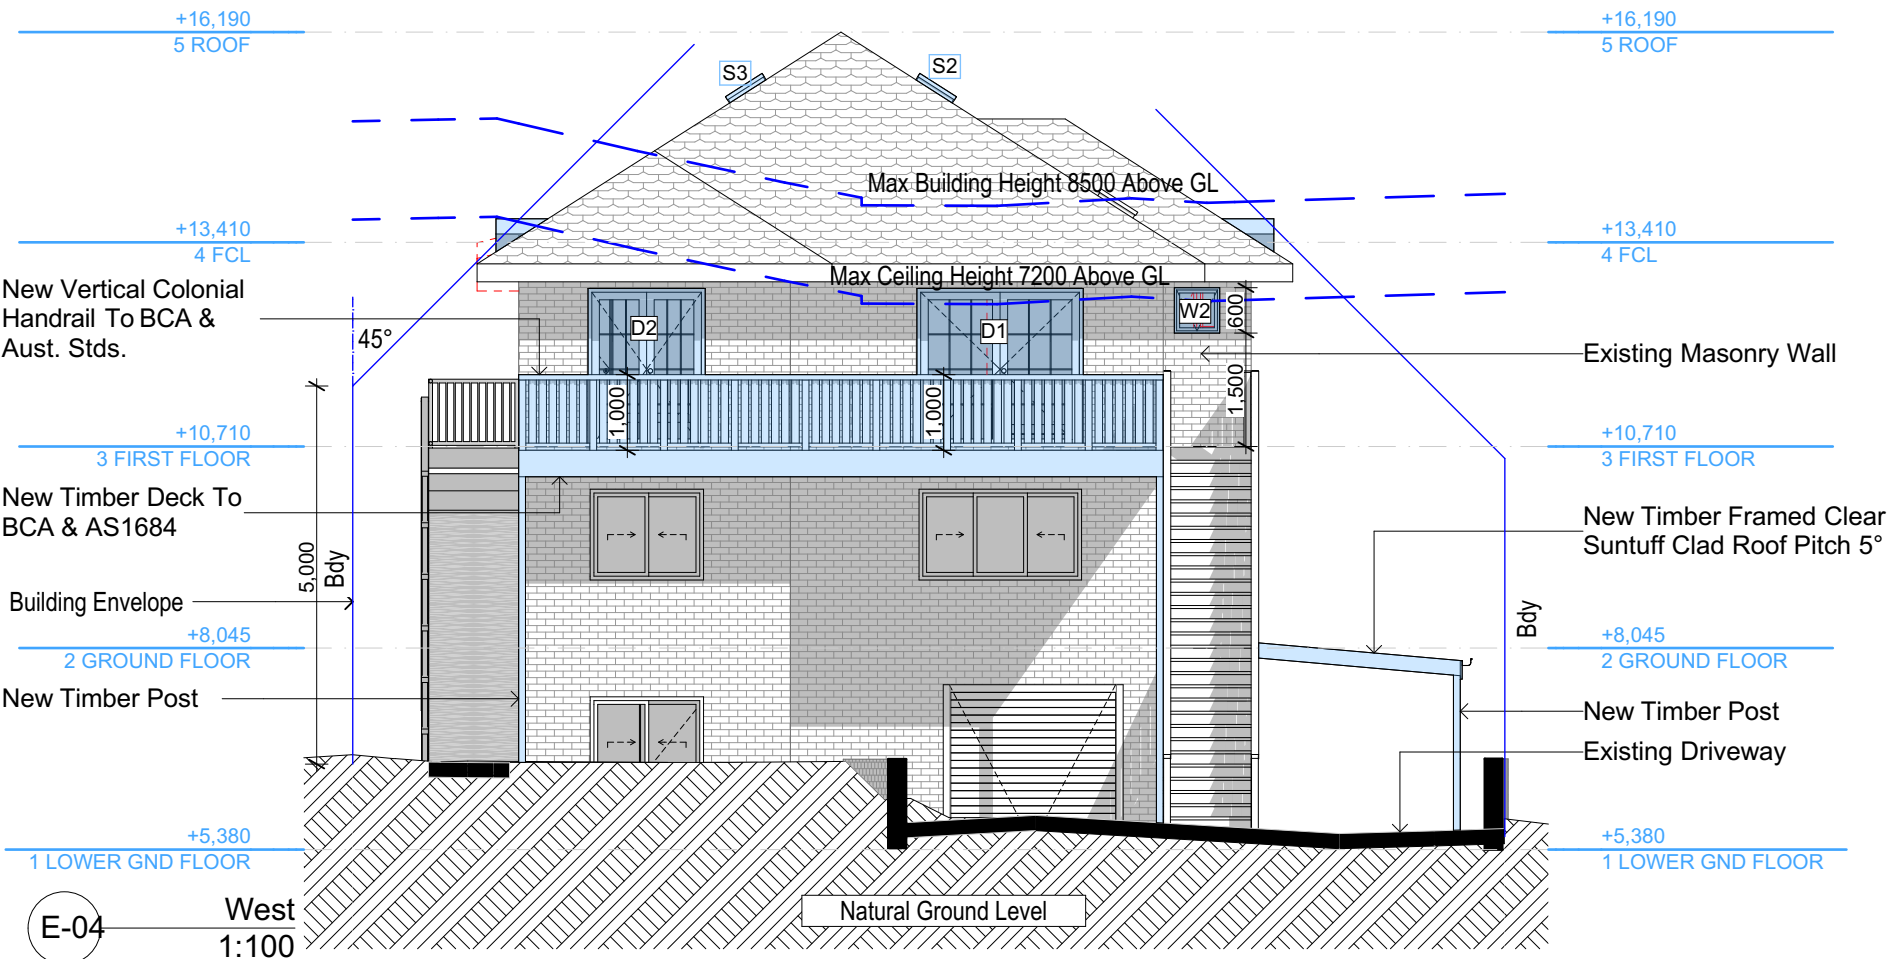 +16,190
5 ROOF
+16,190
5 ROOF
S3
S2
Max Building Height 8500 Above GL
+13,410
4 FCL
+13,410
4 FCL
Max Ceiling Height 7200 Above GL
New Vertical Colonial
Handrail To BCA &
Aust. Stds.
45°
D2
D1
W2
600
Existing Masonry Wall
1,000
1,000
1,500
+10,710
3 FIRST FLOOR
+10,710
3 FIRST FLOOR
New Timber Deck To
BCA & AS1684
New Timber Framed Clear
Suntuff Clad Roof Pitch 5°
5,000
Bdy
Building Envelope
Bdy
+8,045
2 GROUND FLOOR
+8,045
2 GROUND FLOOR
New Timber Post
New Timber Post
Existing Driveway
+5,380
1 LOWER GND FLOOR
+5,380
1 LOWER GND FLOOR
Natural Ground Level
E-04
West
1:100